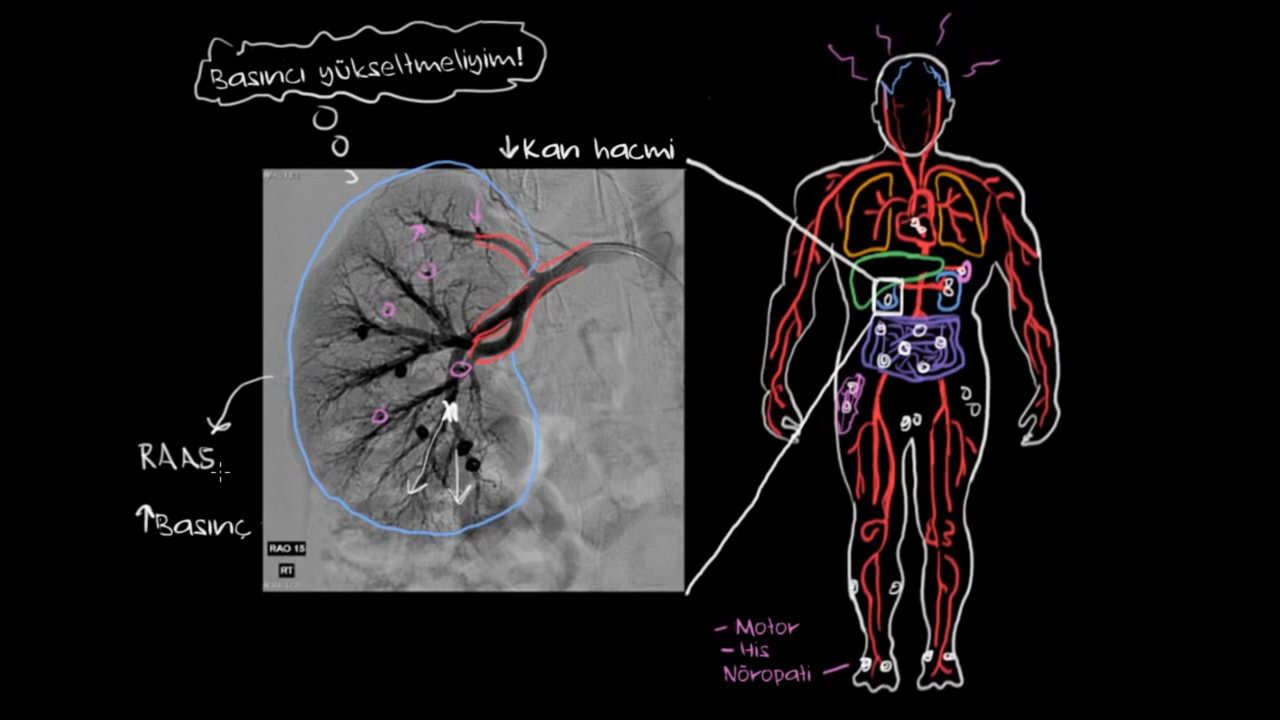 Basıncı yükseltmeliyim!
↓Kan hacmi
RAAS
↑Basınç
RAO 15
RT
- Motor
- His
Nöropati